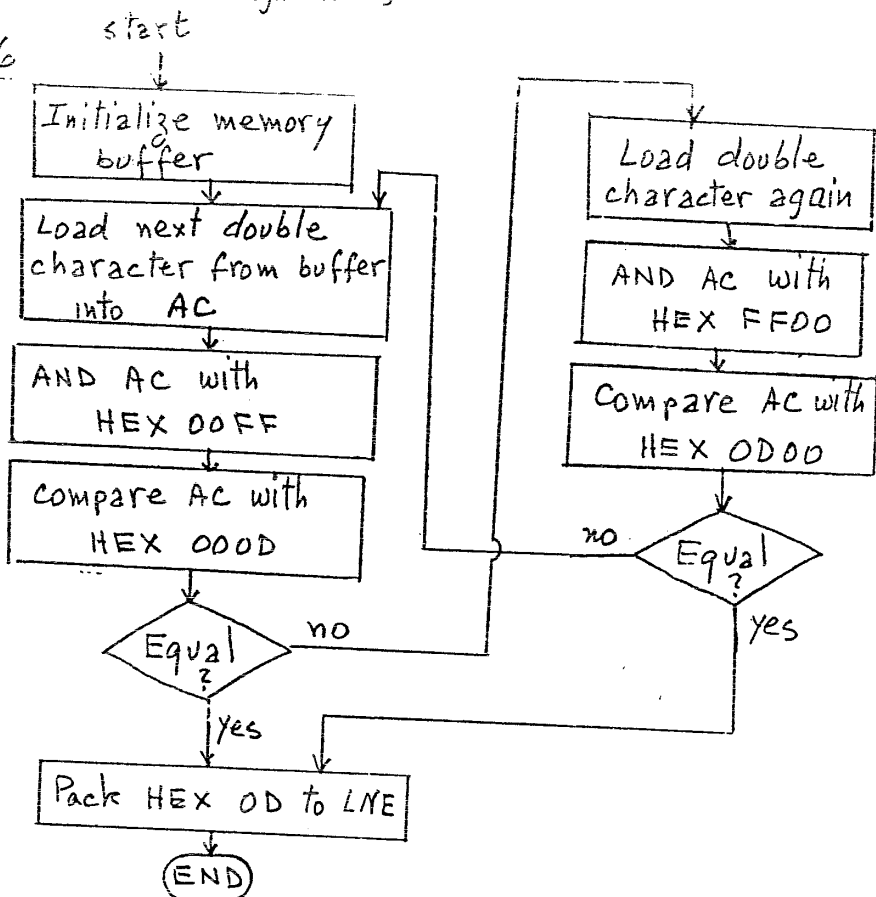 start
Initialize memory
buffer
Load next double
character from buffer
into AC
AND AC with
HEX 00FF
Compare AC with
HEX 000D
Equal
?
no
yes
Load double
character again
AND AC with
HEX FF00
Compare AC with
HEX 0D00
Equal
?
no
yes
Pack HEX 0D to LNE
END